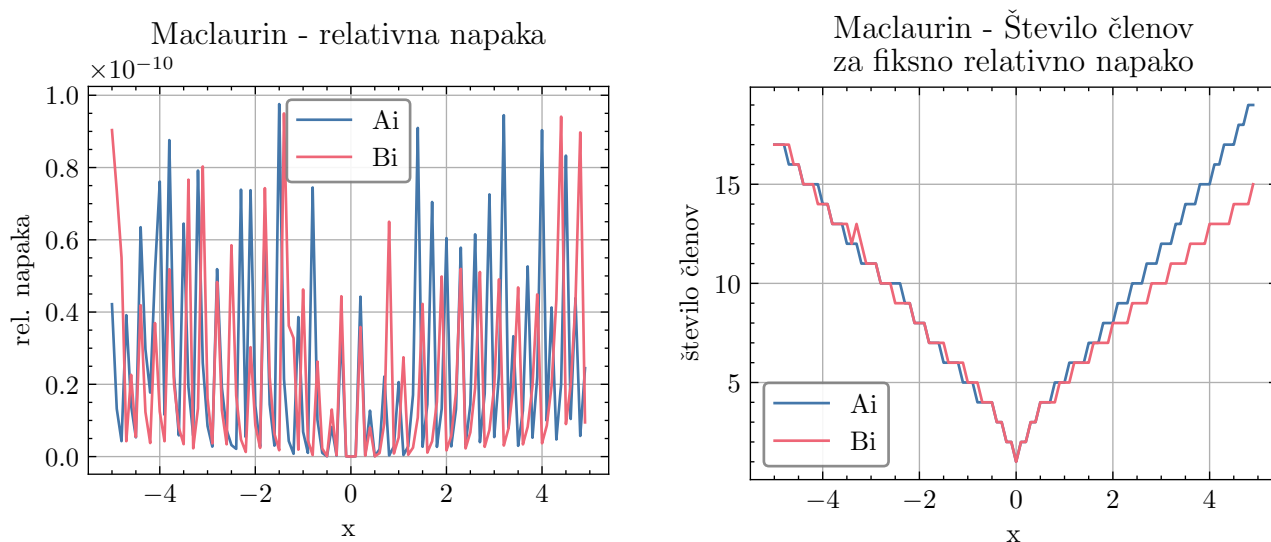 Maclaurin - relativna napaka
×10⁻¹⁰
1.0
0.8
0.6
0.4
0.2
0.0
rel. napaka
−4
−2
0
2
4
x
Ai
Bi
Maclaurin - Število členov
za fiksno relativno napako
15
10
5
število členov
−4
−2
0
2
4
x
Ai
Bi